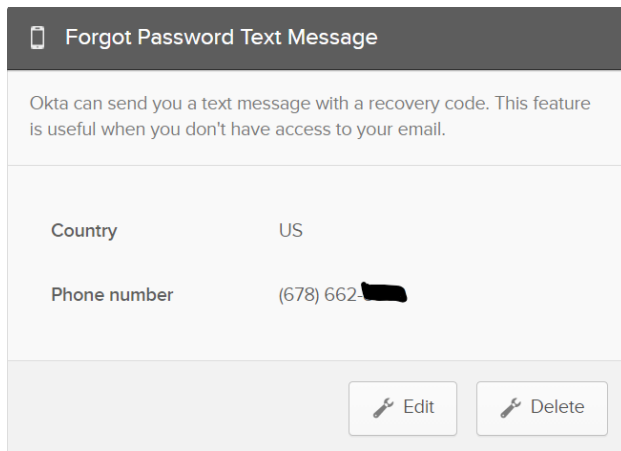 Forgot Password Text Message
Okta can send you a text message with a recovery code. This feature
is useful when you don't have access to your email.
Country US
Phone number (678) 662-
Edit Delete